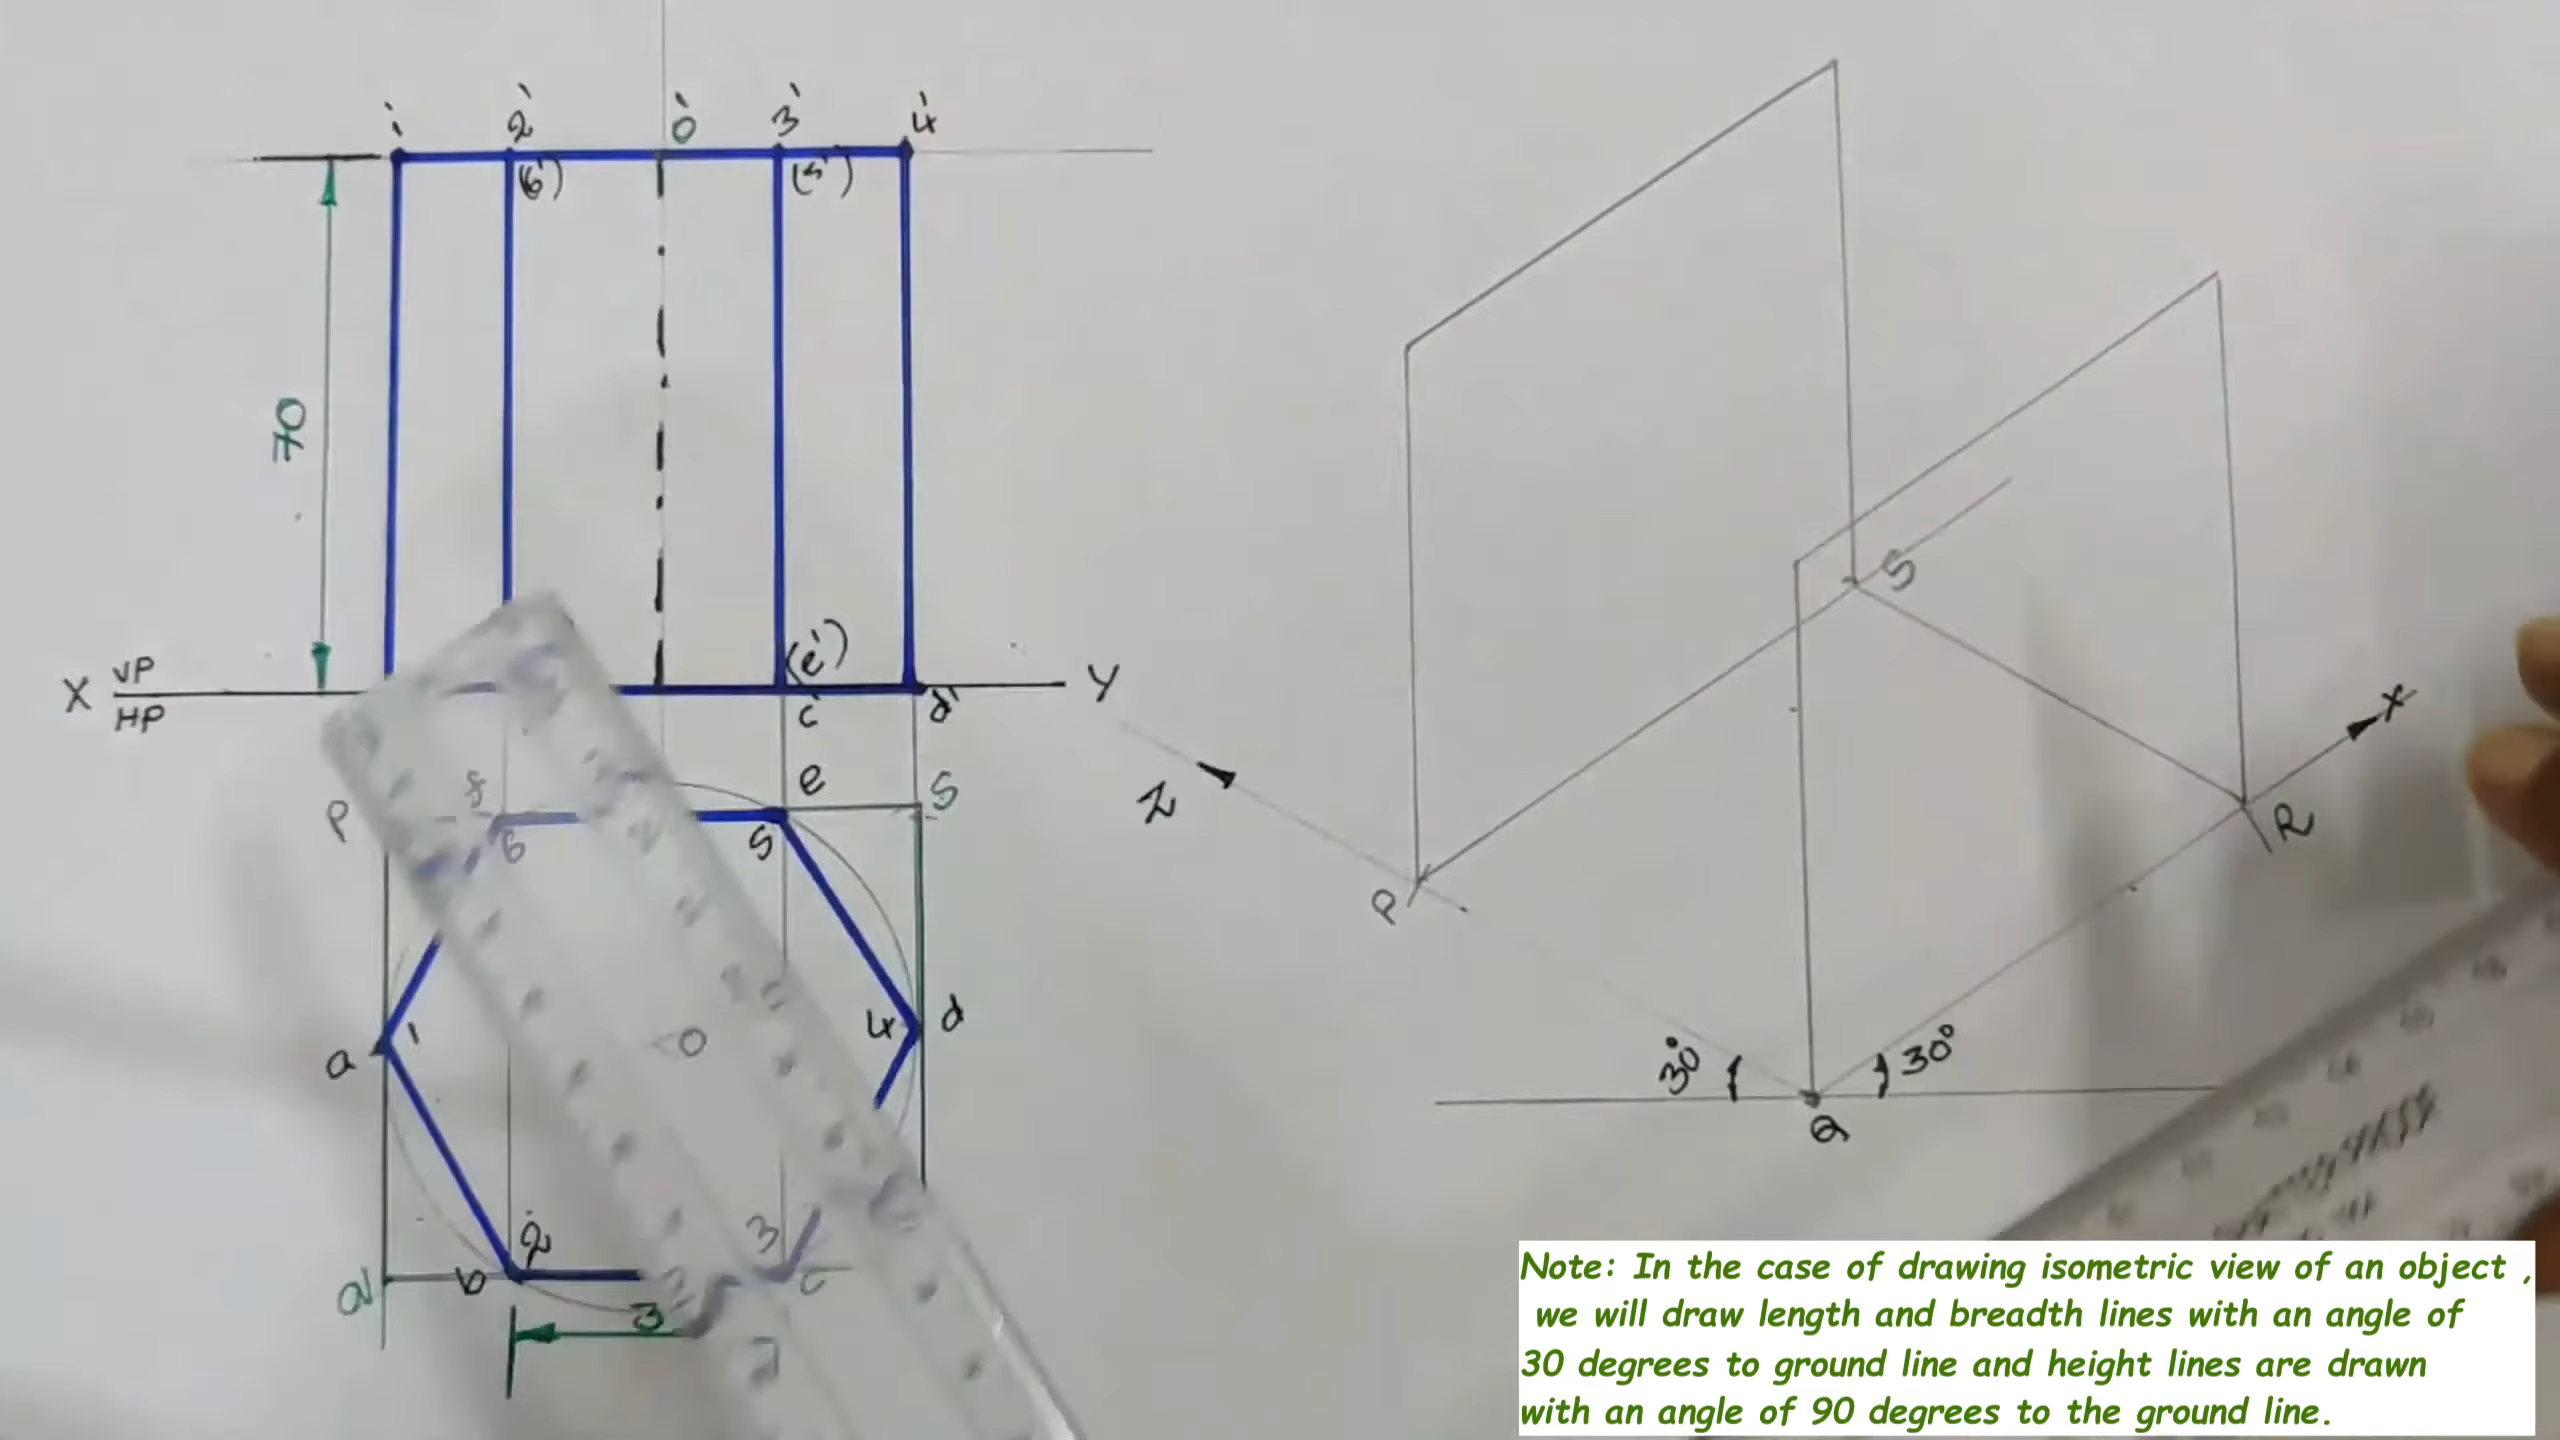 1' 2' O' 3' 4'
(6') (5')
70
(e')
X VP Y
HP
c' d'
P f e S
6 5
a 1 O 4 d
2 3
Q b c
3
S
Z X
R
P
30° 30°
Q
Note: In the case of drawing isometric view of an object ,
we will draw length and breadth lines with an angle of
30 degrees to ground line and height lines are drawn
with an angle of 90 degrees to the ground line.